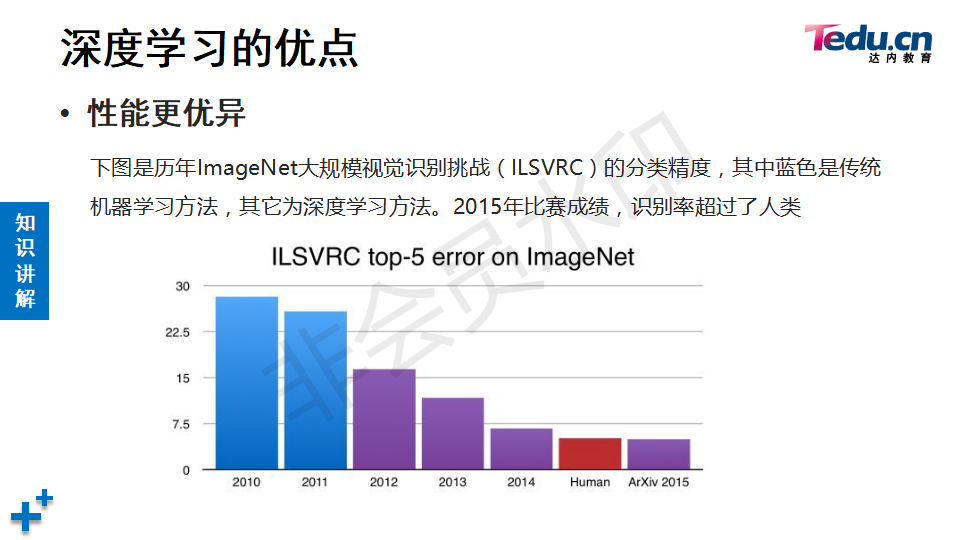 深度学习的优点
Tedu.cn
达内教育
• 性能更优异
下图是历年ImageNet大规模视觉识别挑战（ILSVRC）的分类精度，其中蓝色是传统
机器学习方法，其它为深度学习方法。2015年比赛成绩，识别率超过了人类
知识讲解
ILSVRC top-5 error on ImageNet
30
22.5
15
7.5
0
2010 2011 2012 2013 2014 Human ArXiv 2015
非会员水印